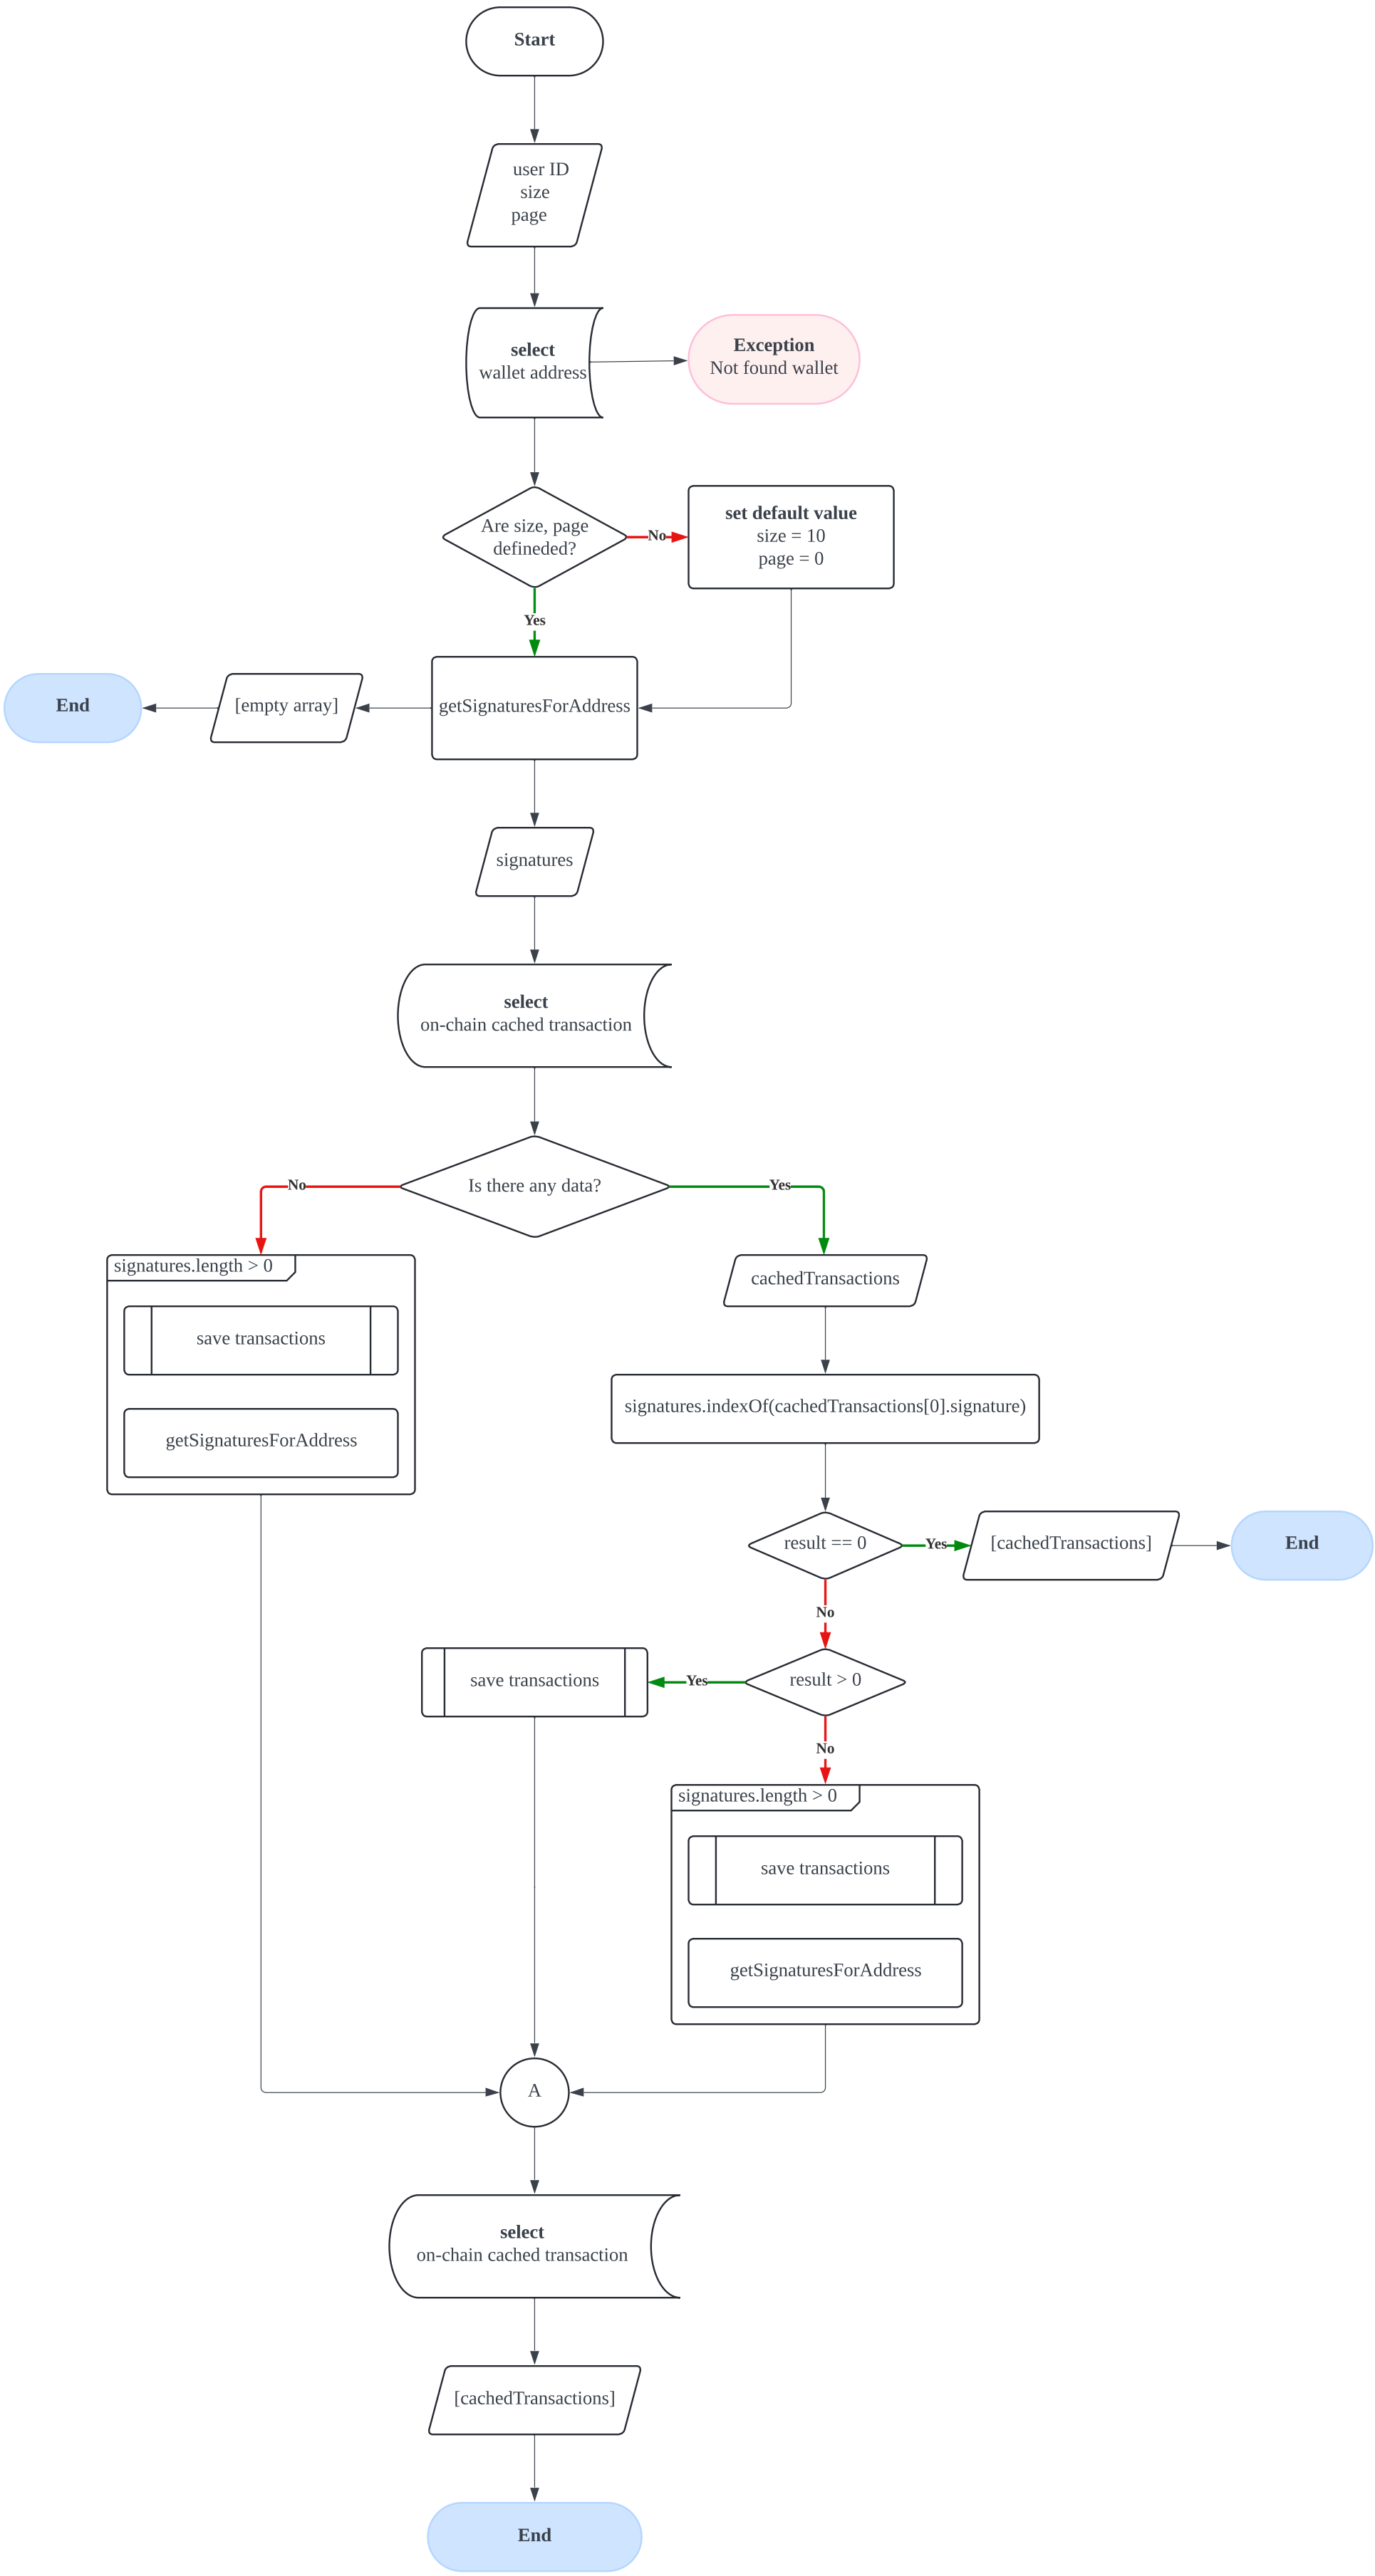 Start
user ID
size
page
select
wallet address
Exception
Not found wallet
Are size, page
defineded?
No
set default value
size = 10
page = 0
Yes
End
[empty array]
getSignaturesForAddress
signatures
select
on-chain cached transaction
Is there any data?
No
Yes
signatures.length > 0
save transactions
getSignaturesForAddress
cachedTransactions
signatures.indexOf(cachedTransactions[0].signature)
result == 0
Yes
[cachedTransactions]
End
No
result > 0
Yes
save transactions
No
signatures.length > 0
save transactions
getSignaturesForAddress
A
select
on-chain cached transaction
[cachedTransactions]
End